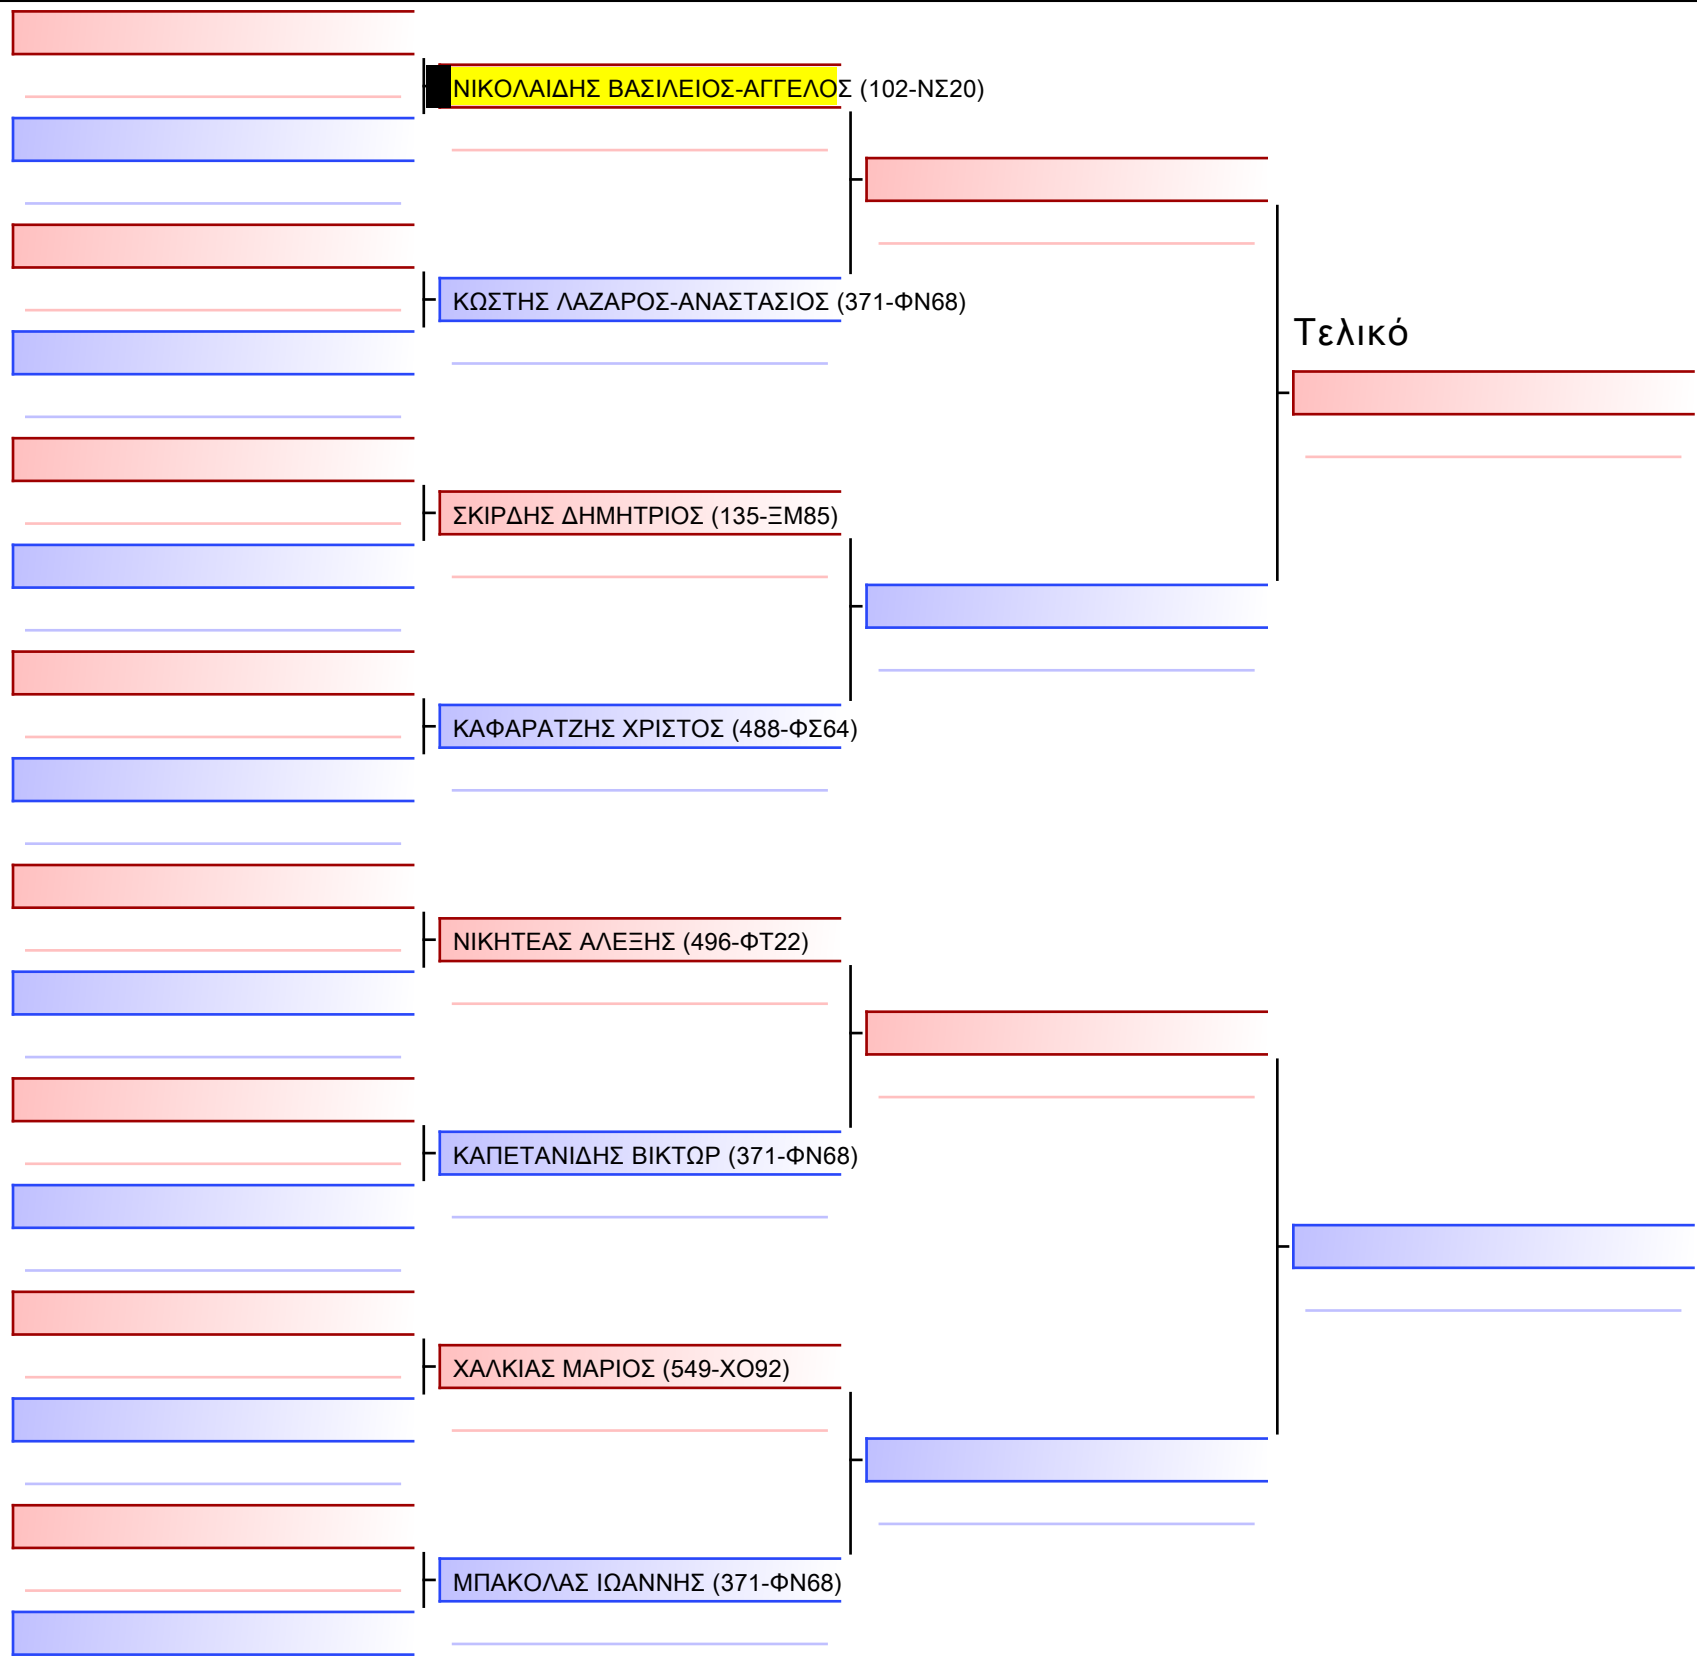 ΝΙΚΟΛΑΙΔΗΣ ΒΑΣΙΛΕΙΟΣ-ΑΓΓΕΛΟΣ (102-ΝΣ20)
ΚΩΣΤΗΣ ΛΑΖΑΡΟΣ-ΑΝΑΣΤΑΣΙΟΣ (371-ΦΝ68)
Τελικό
ΣΚΙΡΔΗΣ ΔΗΜΗΤΡΙΟΣ (135-ΞΜ85)
ΚΑΦΑΡΑΤΖΗΣ ΧΡΙΣΤΟΣ (488-ΦΣ64)
ΝΙΚΗΤΕΑΣ ΑΛΕΞΗΣ (496-ΦΤ22)
ΚΑΠΕΤΑΝΙΔΗΣ ΒΙΚΤΩΡ (371-ΦΝ68)
ΧΑΛΚΙΑΣ ΜΑΡΙΟΣ (549-ΧΟ92)
ΜΠΑΚΟΛΑΣ ΙΩΑΝΝΗΣ (371-ΦΝ68)